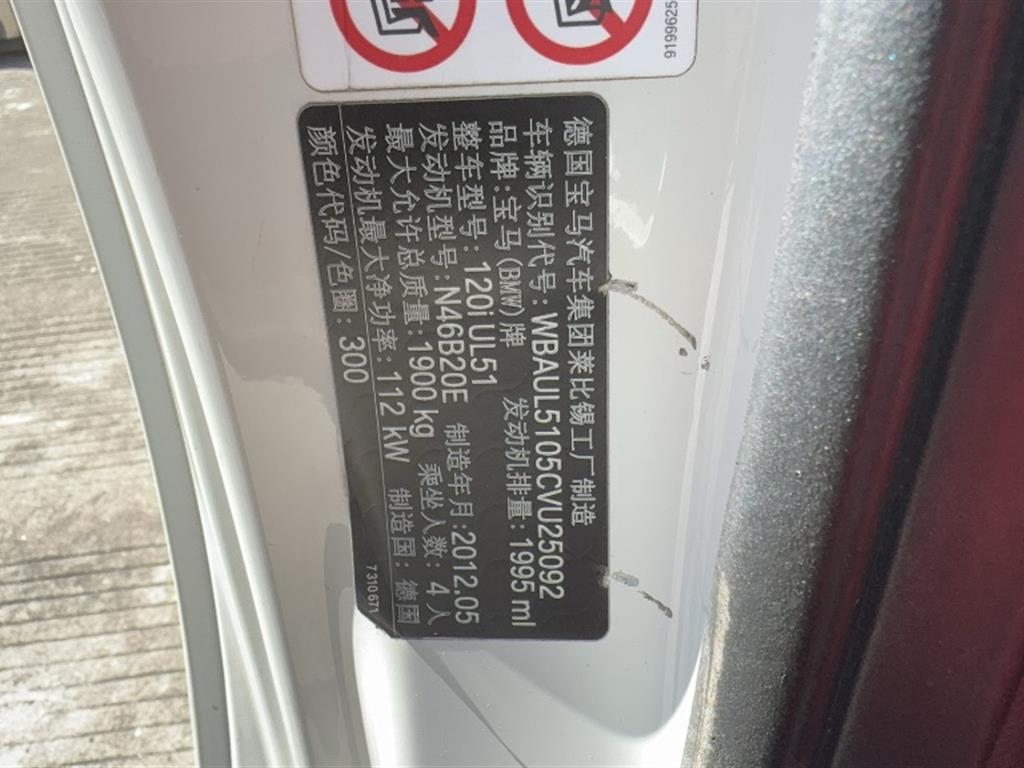 9199625
德国宝马汽车集团莱比锡工厂制造
车辆识别代号: WBAUL5105CVU25092
品牌:宝马(BMW)牌 发动机排量: 1995 ml
整车型号: 120i UL51
发动机型号:N46B20E 制造年月:2012.05
最大允许总质量:1900 kg 乘坐人数: 4人
发动机最大净功率: 112 kW 制造国: 德国
颜色代码/色圈: 300
7310671